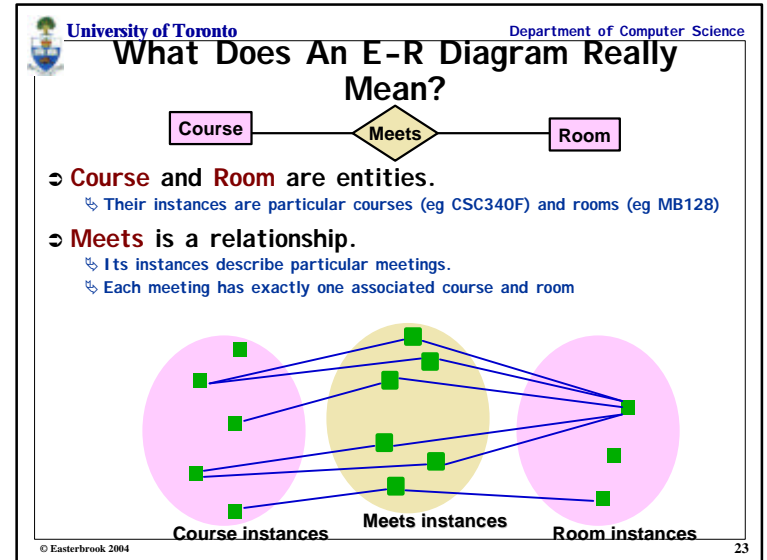 University of Toronto
Department of Computer Science
What Does An E-R Diagram Really
Mean?
Course
Meets
Room
➲ Course and Room are entities.
✎ Their instances are particular courses (eg CSC340F) and rooms (eg MB128)
➲ Meets is a relationship.
✎ Its instances describe particular meetings.
✎ Each meeting has exactly one associated course and room
Course instances
Meets instances
Room instances
© Easterbrook 2004
23